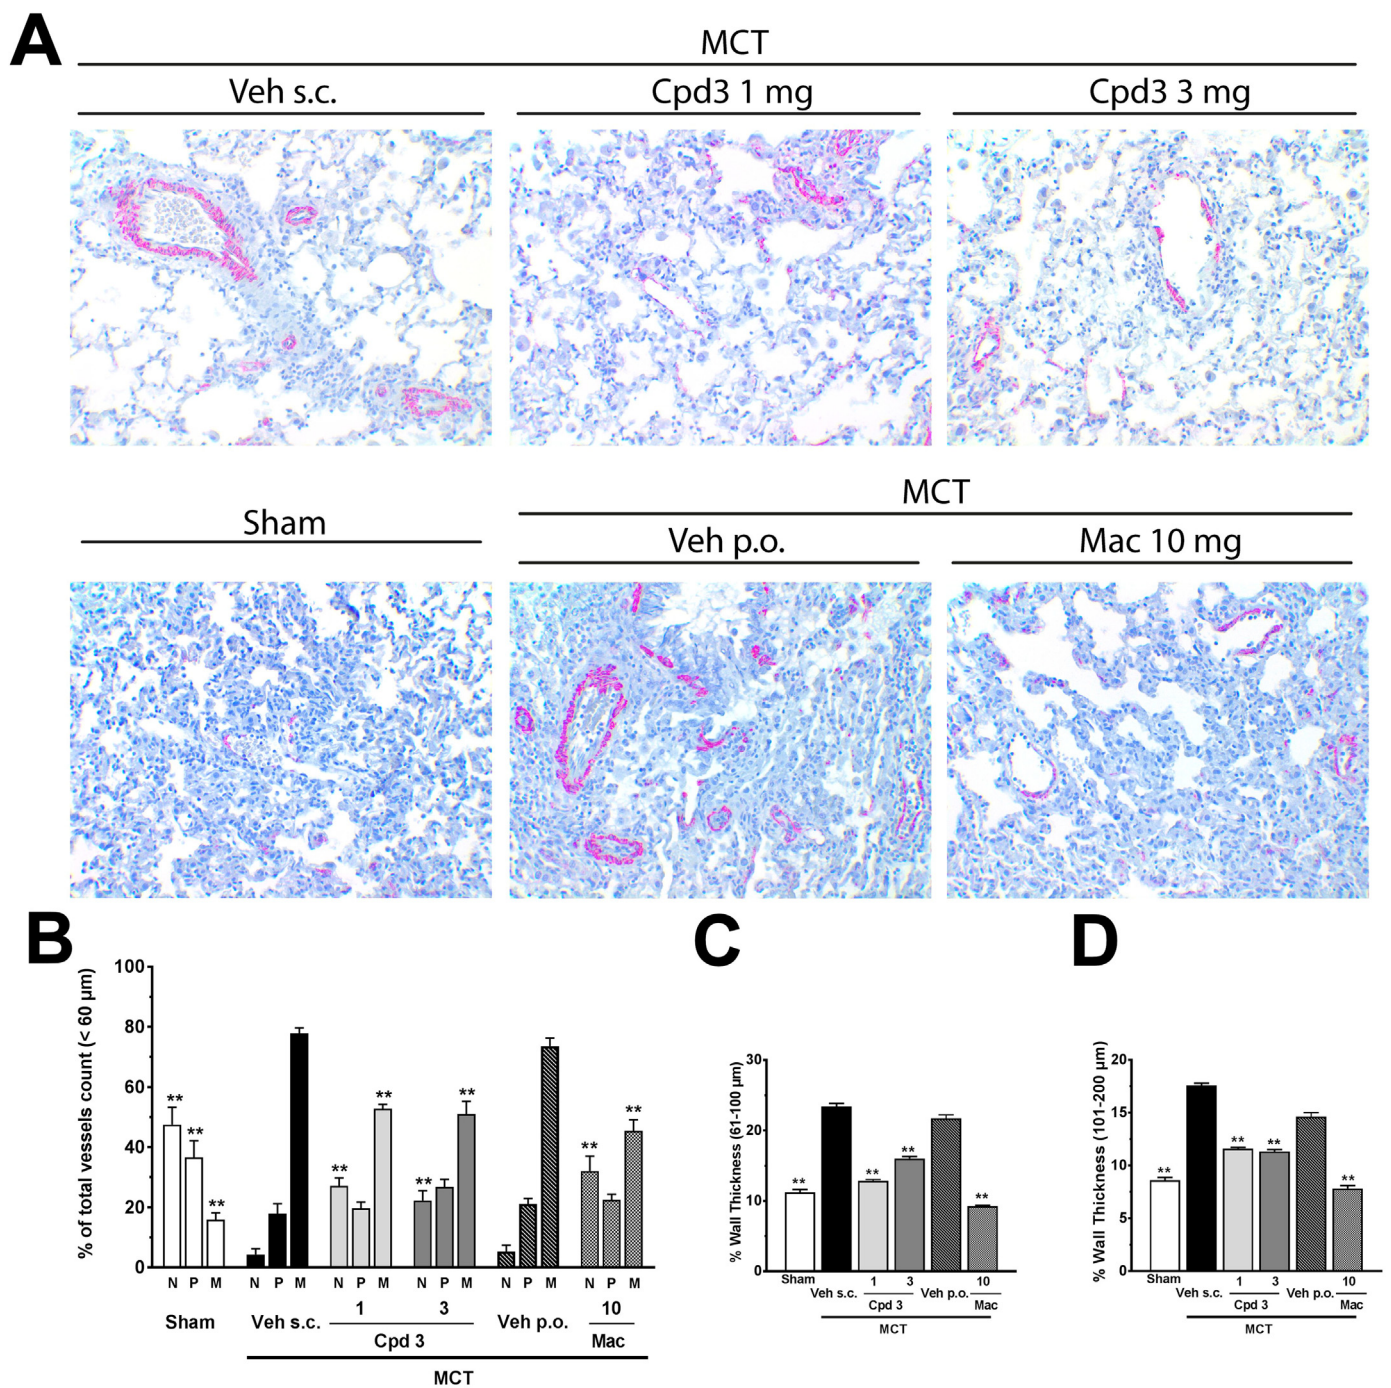 A
MCT
Veh s.c.
Cpd3 1 mg
Cpd3 3 mg
MCT
Sham
Veh p.o.
Mac 10 mg
B
% of total vessels count (< 60 µm)
100
80
60
40
20
0
** ** **
** **
** **
** **
N P M N P M N P M N P M N P M N P M
Sham Veh s.c. 1 3 Veh p.o. 10
Cpd 3 Mac
MCT
C
% Wall Thickness (61-100 µm)
30
20
10
0
** ** ** **
Sham Veh s.c. 1 3 Veh p.o. 10
Cpd 3 Mac
MCT
D
% Wall Thickness (101-200 µm)
20
15
10
5
0
** ** ** **
Sham Veh s.c. 1 3 Veh p.o. 10
Cpd 3 Mac
MCT